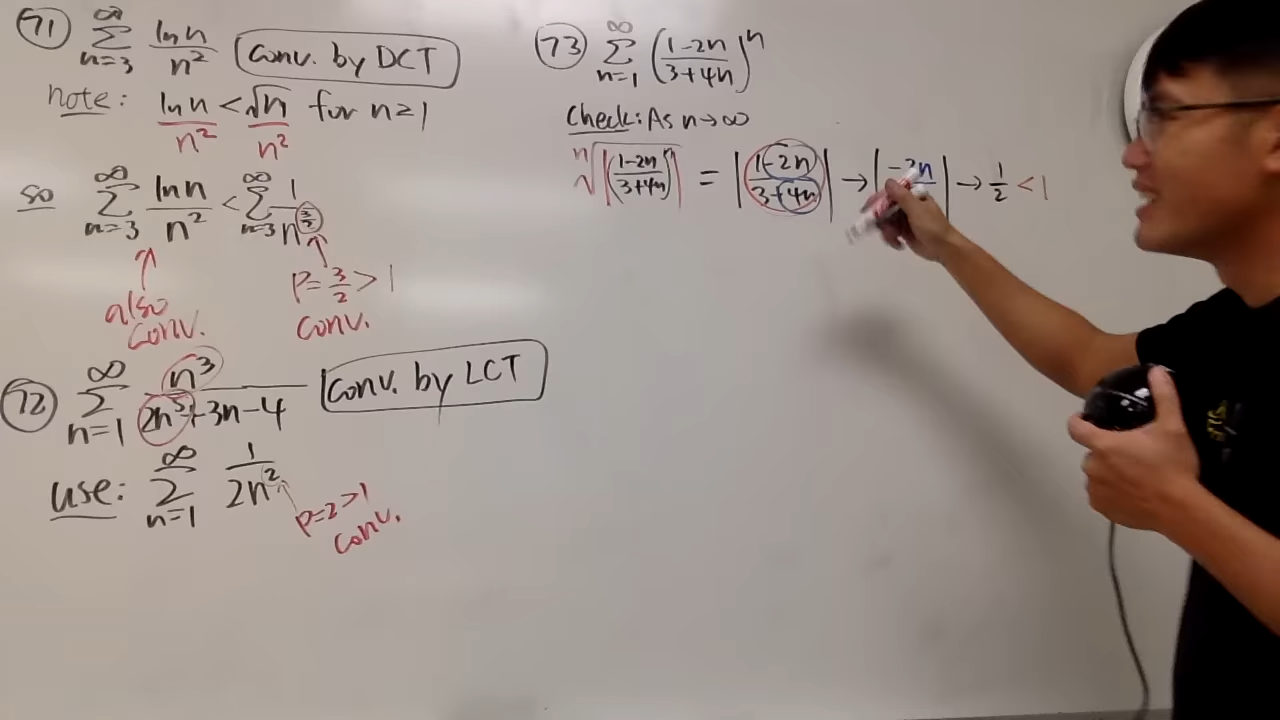 71 ∞ Σ n=3 ln n / n² Conv. by DCT
note: ln n / n² < √n / n² for n ≥ 1
so ∞ Σ n=3 ln n / n² < ∞ Σ n=3 1 / n^(3/2)
also conv.
P = 3/2 > 1
conv.
72 ∞ Σ n=1 n³ / 2n⁵+3n-4 Conv. by LCT
use: ∞ Σ n=1 1 / 2n²
P=2>1
conv.
73 ∞ Σ n=1 (1-2n / 3+4n)ⁿ
Check: As n→∞
ⁿ√|(1-2n / 3+4n)ⁿ| = |1-2n / 3+4n| → |-2n / | → 1/2 < 1